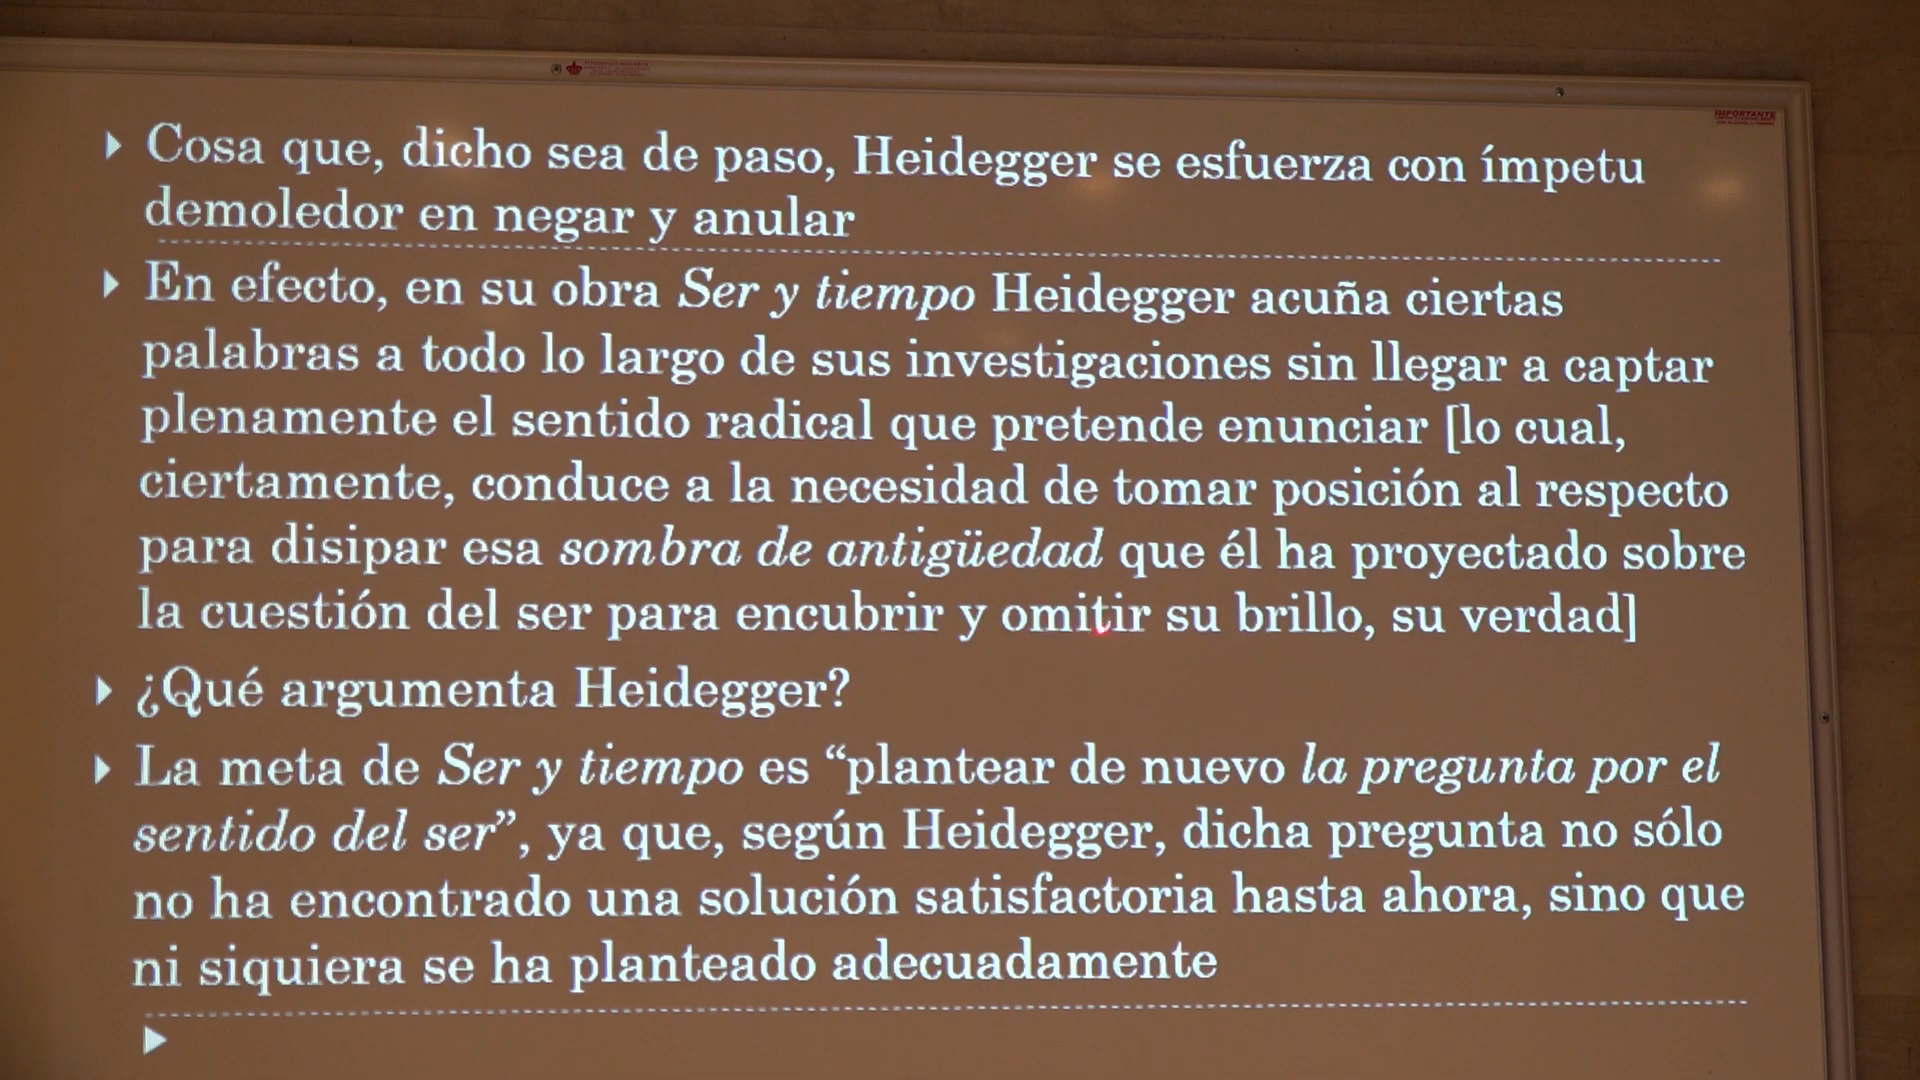 Cosa que, dicho sea de paso, Heidegger se esfuerza con ímpetu
demoledor en negar y anular
En efecto, en su obra Ser y tiempo Heidegger acuña ciertas
palabras a todo lo largo de sus investigaciones sin llegar a captar
plenamente el sentido radical que pretende enunciar [lo cual,
ciertamente, conduce a la necesidad de tomar posición al respecto
para disipar esa sombra de antigüedad que él ha proyectado sobre
la cuestión del ser para encubrir y omitir su brillo, su verdad]
¿Qué argumenta Heidegger?
La meta de Ser y tiempo es “plantear de nuevo la pregunta por el
sentido del ser”, ya que, según Heidegger, dicha pregunta no sólo
no ha encontrado una solución satisfactoria hasta ahora, sino que
ni siquiera se ha planteado adecuadamente
IMPORTANTE